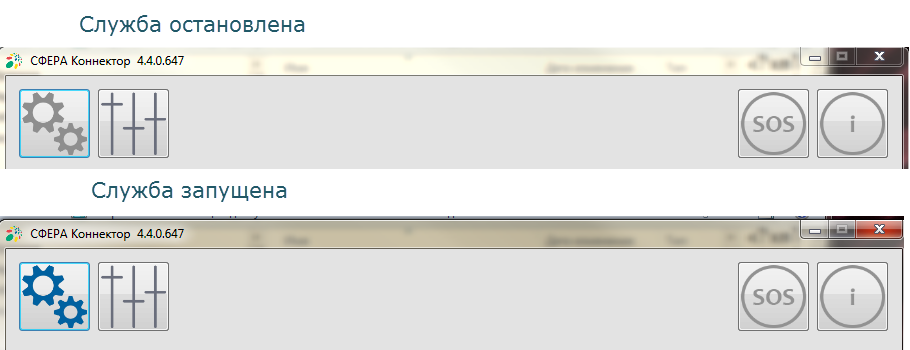 Служба остановлена
СФЕРА Коннектор 4.4.0.647
SOS i
Служба запущена
СФЕРА Коннектор 4.4.0.647
SOS i